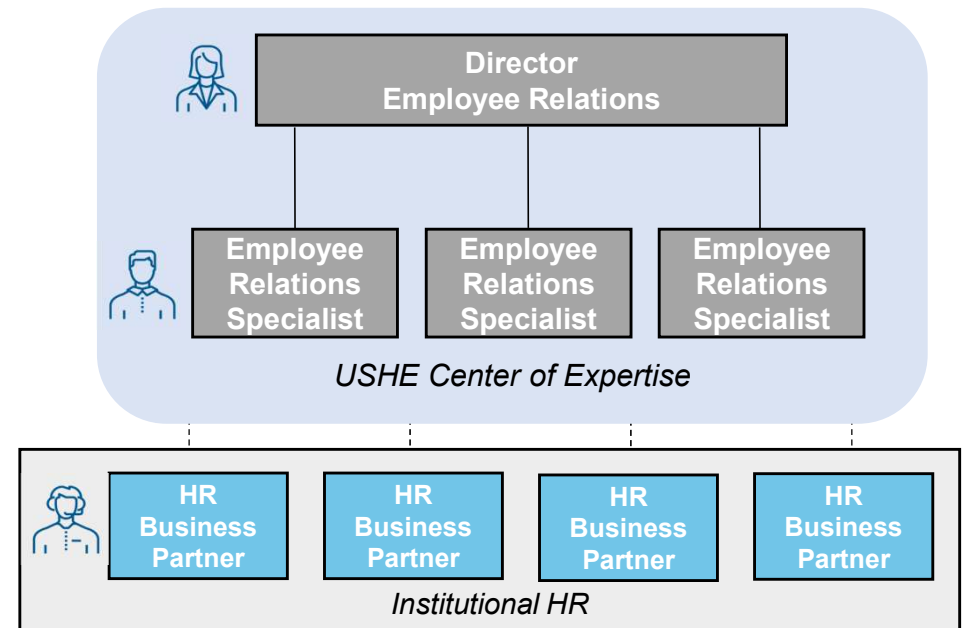 Director
Employee Relations
Employee
Relations
Specialist
Employee
Relations
Specialist
Employee
Relations
Specialist
USHE Center of Expertise
HR
Business
Partner
HR
Business
Partner
HR
Business
Partner
HR
Business
Partner
Institutional HR